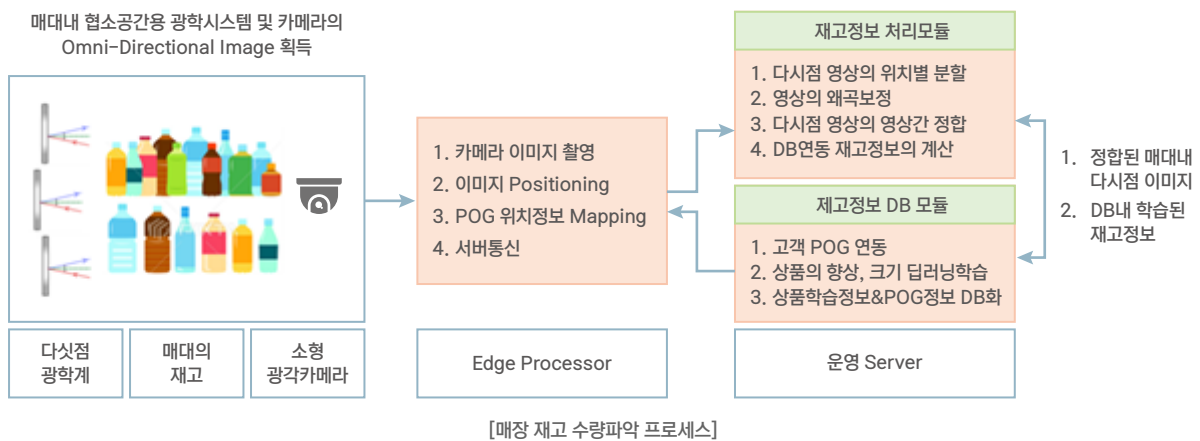 매대내 협소공간용 광학시스템 및 카메라의
Omni-Directional Image 획득
다싯점
광학계
매대의
재고
소형
광각카메라
1. 카메라 이미지 촬영
2. 이미지 Positioning
3. POG 위치정보 Mapping
4. 서버통신
Edge Processor
재고정보 처리모듈
1. 다시점 영상의 위치별 분할
2. 영상의 왜곡보정
3. 다시점 영상의 영상간 정합
4. DB연동 재고정보의 계산
제고정보 DB 모듈
1. 고객 POG 연동
2. 상품의 향상, 크기 딥러닝학습
3. 상품학습정보&POG정보 DB화
운영 Server
1. 정합된 매대내
다시점 이미지
2. DB내 학습된
재고정보
[매장 재고 수량파악 프로세스]